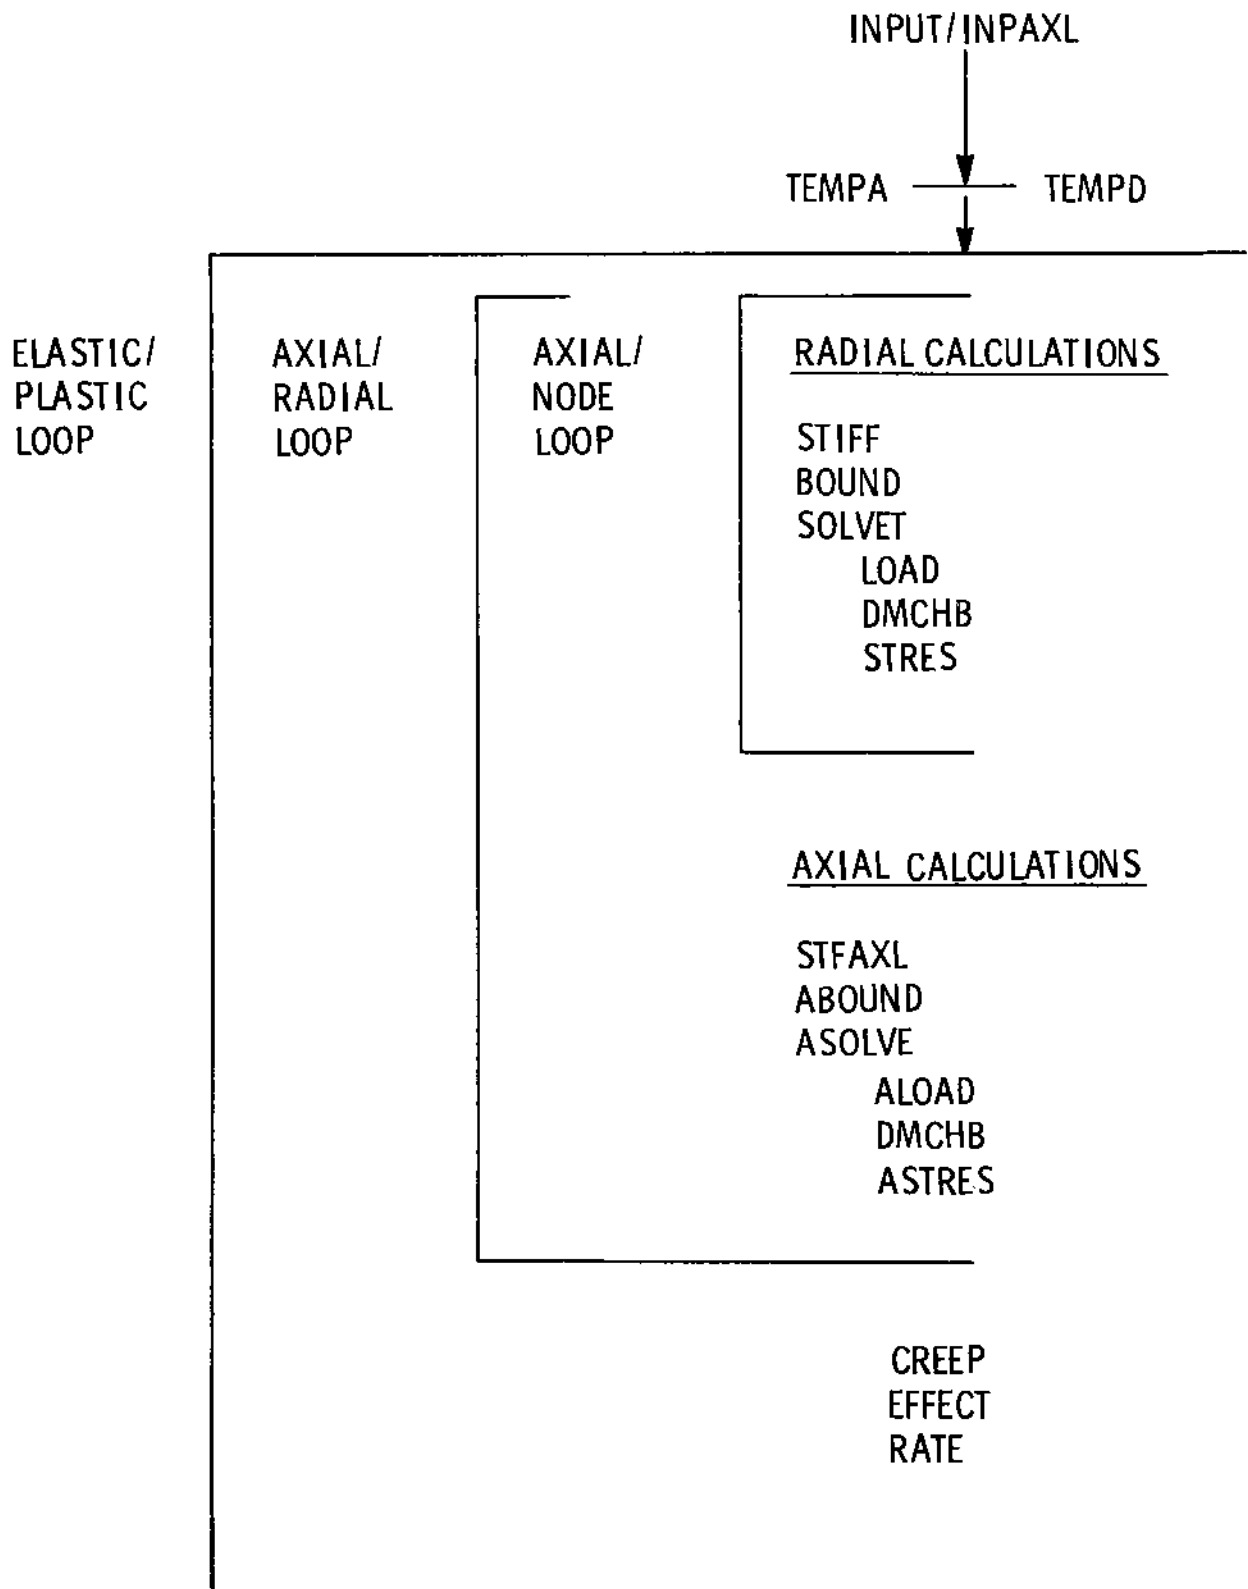 INPUT/INPAXL
TEMPA TEMPD
ELASTIC/
PLASTIC
LOOP
AXIAL/
RADIAL
LOOP
AXIAL/
NODE
LOOP
RADIAL CALCULATIONS
STIFF
BOUND
SOLVET
LOAD
DMCHB
STRES
AXIAL CALCULATIONS
STFAXL
ABOUND
ASOLVE
ALOAD
DMCHB
ASTRES
CREEP
EFFECT
RATE